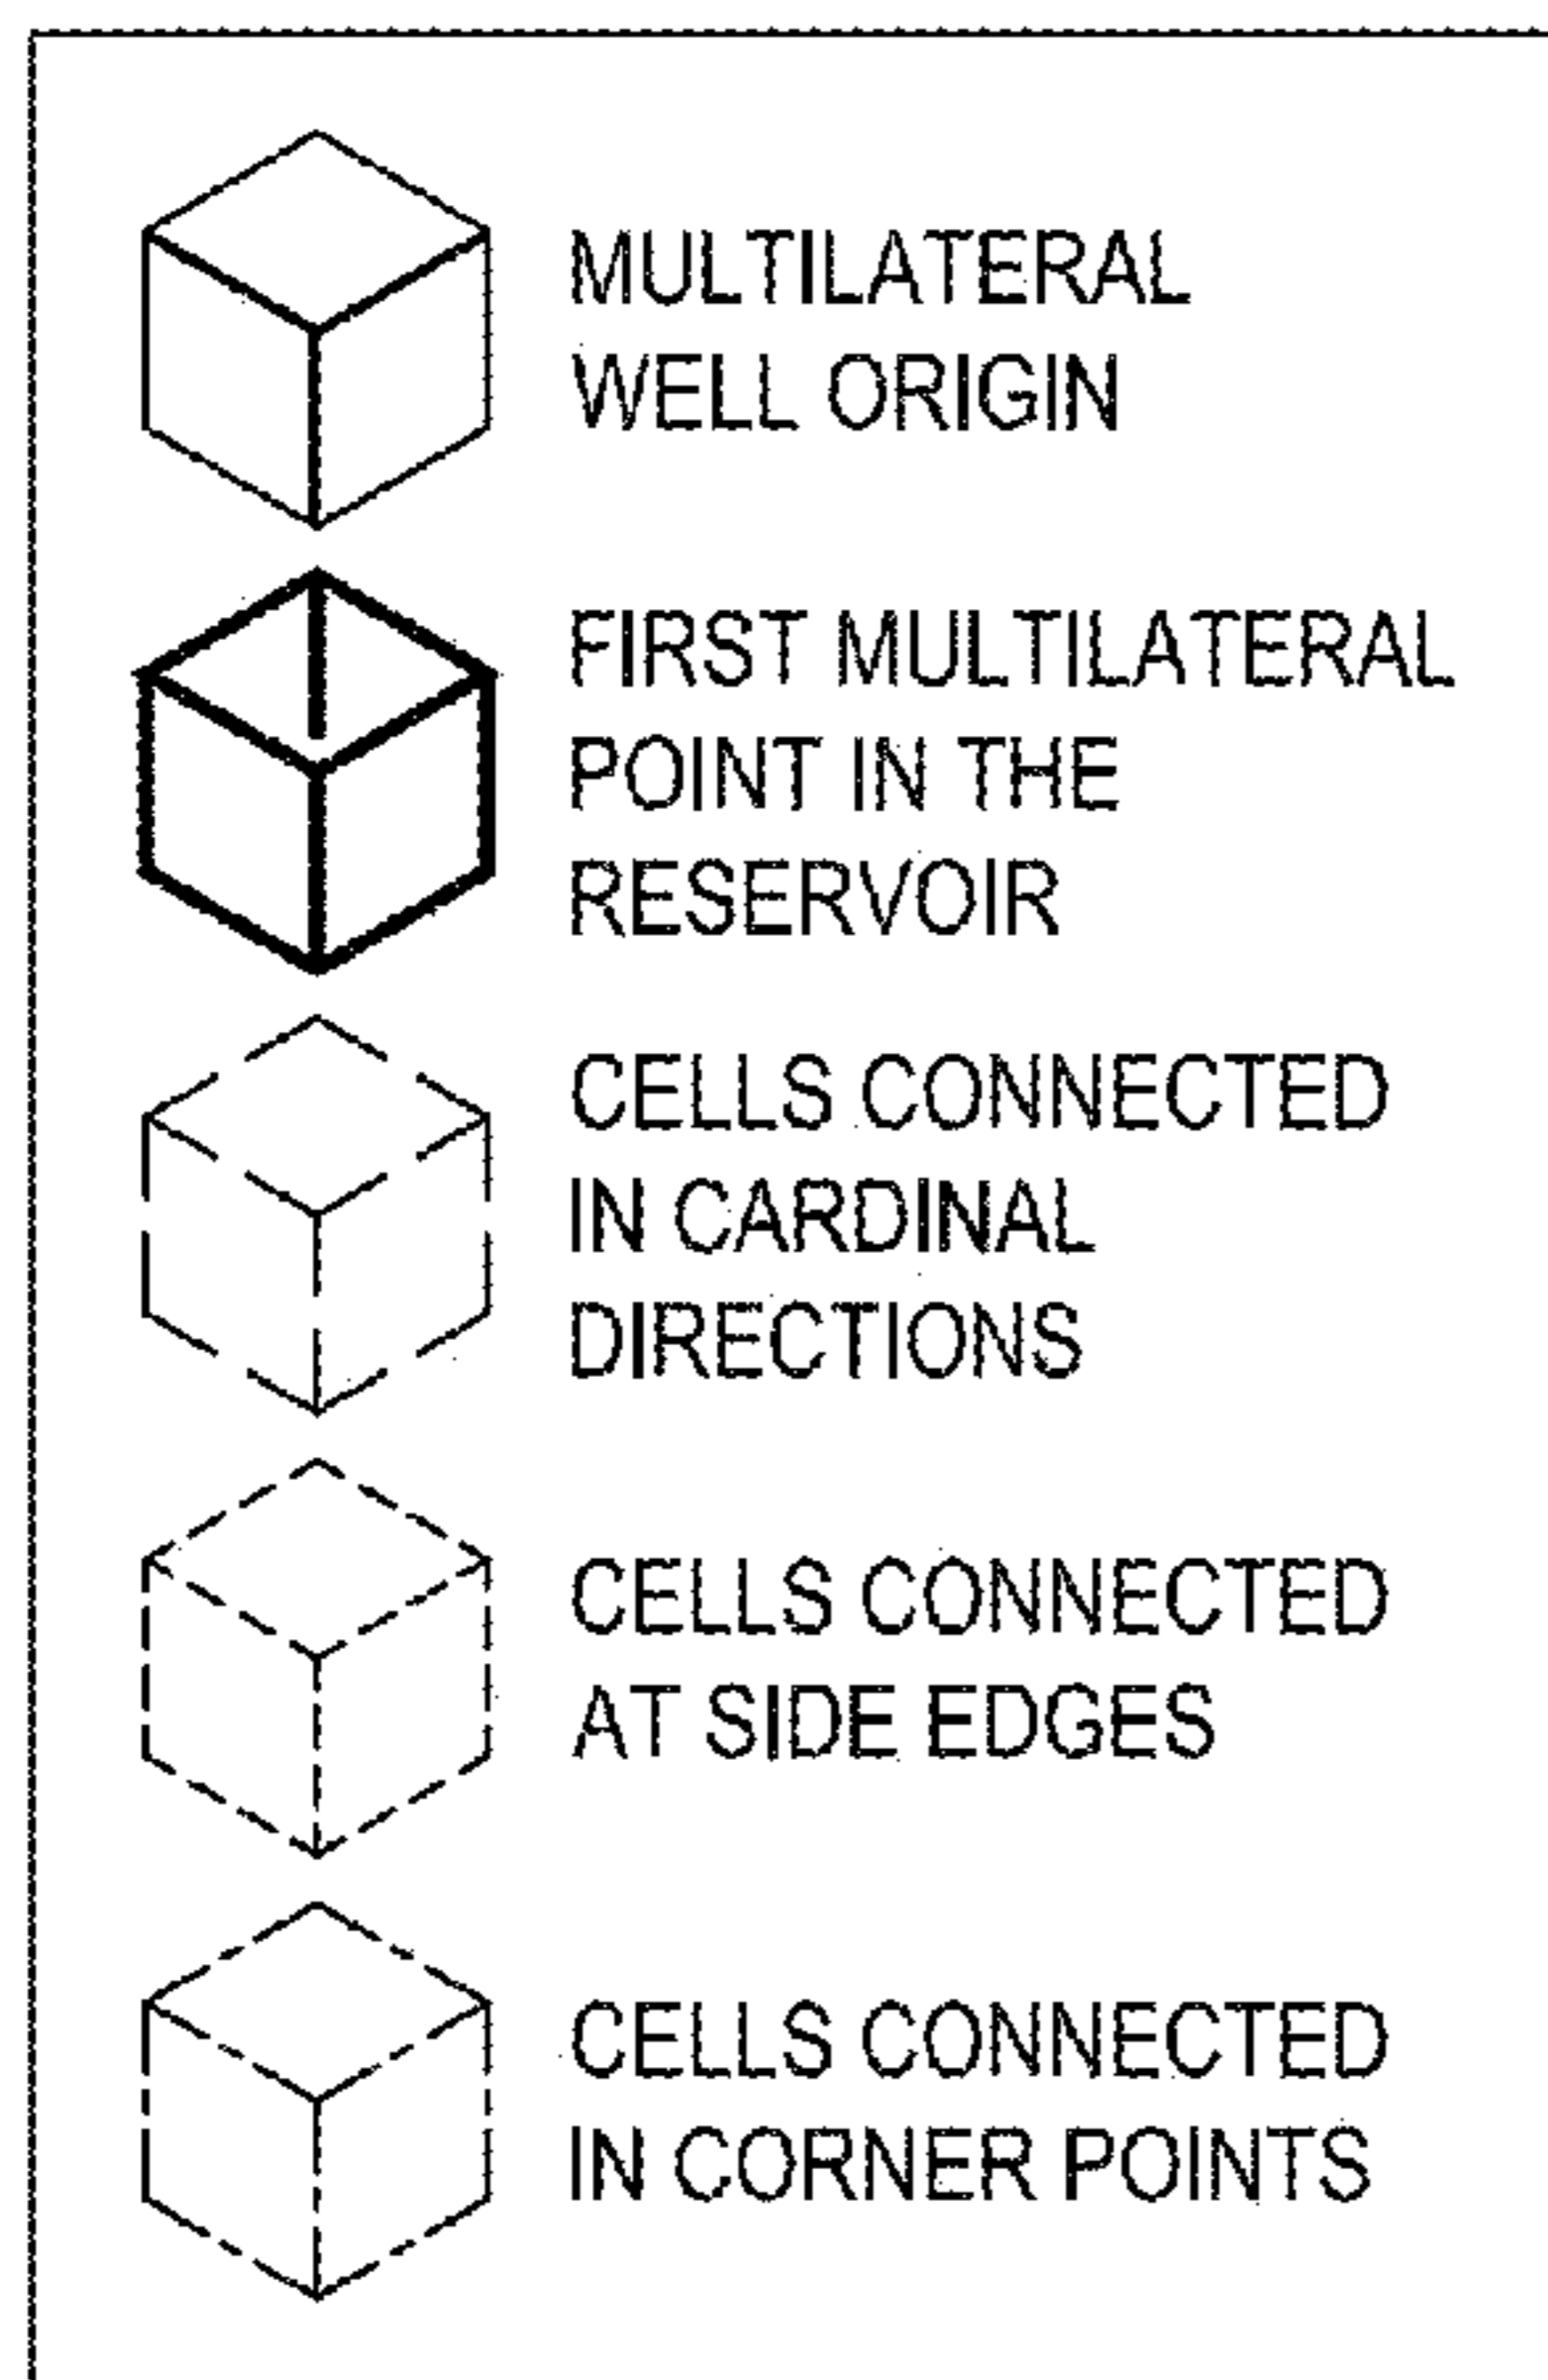 MULTILATERAL
WELL ORIGIN
FIRST MULTILATERAL
POINT IN THE
RESERVOIR
CELLS CONNECTED
IN CARDINAL
DIRECTIONS
CELLS CONNECTED
AT SIDE EDGES
CELLS CONNECTED
IN CORNER POINTS